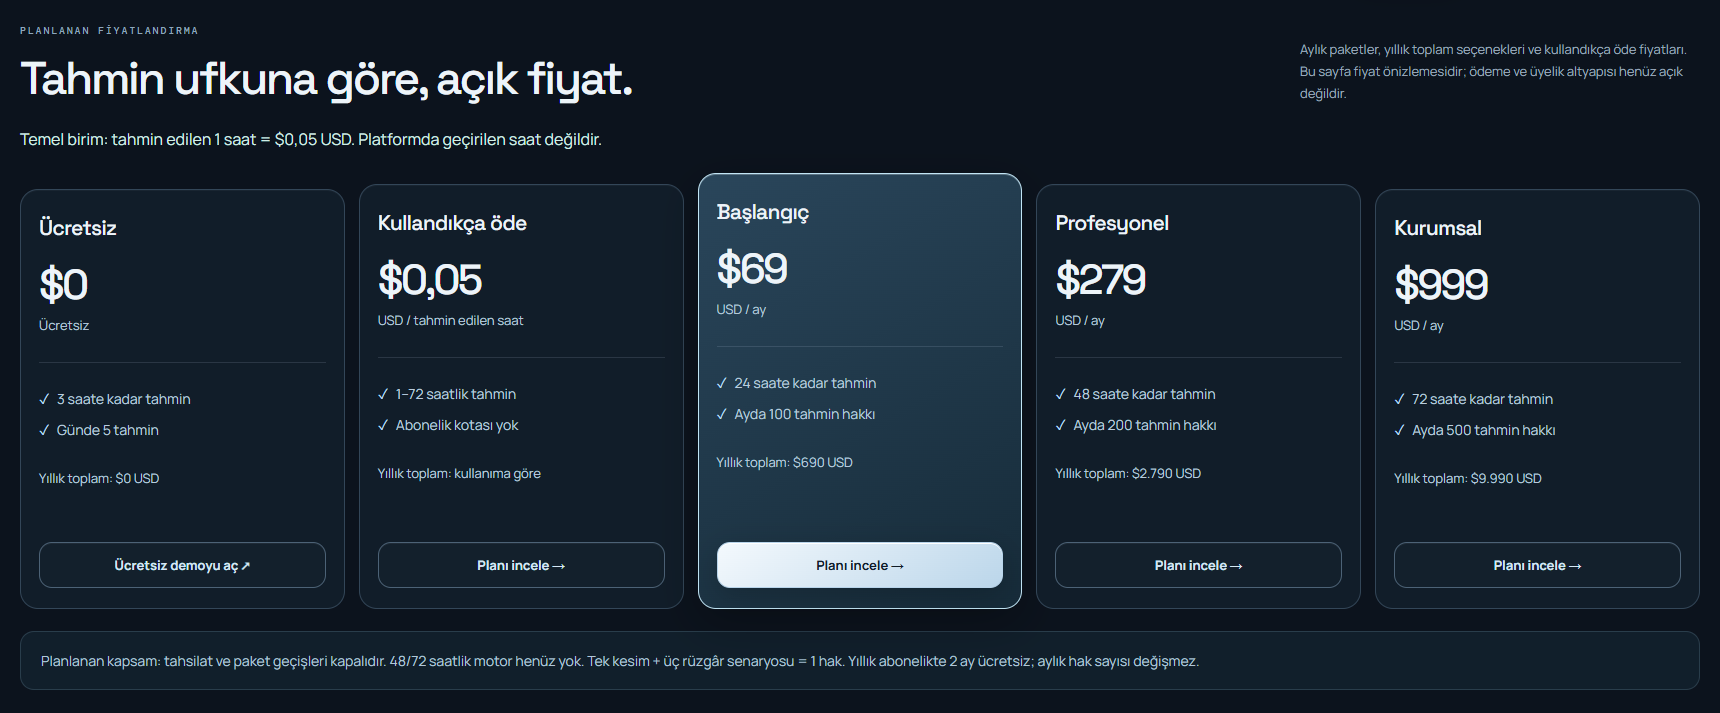 PLANLANAN FİYATLANDIRMA
Tahmin ufkuna göre, açık fiyat.
Aylık paketler, yıllık toplam seçenekleri ve kullandıkça öde fiyatları.
Bu sayfa fiyat önizlemesidir; ödeme ve üyelik altyapısı henüz açık
değildir.
Temel birim: tahmin edilen 1 saat = $0,05 USD. Platformda geçirilen saat değildir.
Ücretsiz
$0
Ücretsiz
✓ 3 saate kadar tahmin
✓ Günde 5 tahmin
Yıllık toplam: $0 USD
Ücretsiz demoyu aç ↗
Kullandıkça öde
$0,05
USD / tahmin edilen saat
✓ 1–72 saatlik tahmin
✓ Abonelik kotası yok
Yıllık toplam: kullanıma göre
Planı incele →
Başlangıç
$69
USD / ay
✓ 24 saate kadar tahmin
✓ Ayda 100 tahmin hakkı
Yıllık toplam: $690 USD
Planı incele →
Profesyonel
$279
USD / ay
✓ 48 saate kadar tahmin
✓ Ayda 200 tahmin hakkı
Yıllık toplam: $2.790 USD
Planı incele →
Kurumsal
$999
USD / ay
✓ 72 saate kadar tahmin
✓ Ayda 500 tahmin hakkı
Yıllık toplam: $9.990 USD
Planı incele →
Planlanan kapsam: tahsilat ve paket geçişleri kapalıdır. 48/72 saatlik motor henüz yok. Tek kesim + üç rüzgâr senaryosu = 1 hak. Yıllık abonelikte 2 ay ücretsiz; aylık hak sayısı değişmez.